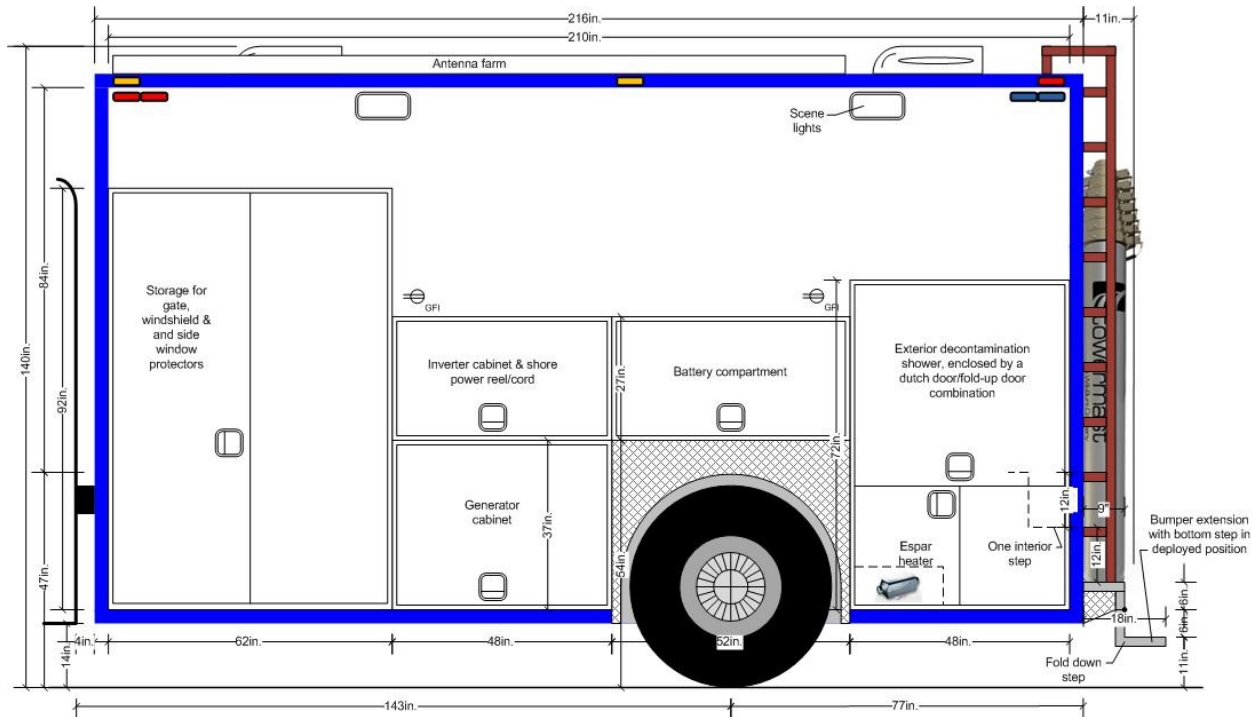 216in.
11in.
210in.
Antenna farm
Scene
lights
84in.
140in.
92in.
Storage for
gate,
windshield &
and side
window
protectors
GFI
GFI
Inverter cabinet & shore
power reel/cord
27in.
Battery compartment
Exterior decontamination
shower, enclosed by a
dutch door/fold-up door
combination
72in.
47in.
Generator
cabinet
37in.
54in.
Espar
heater
One interior
step
12in.
9"
12in.
Bumper extension
with bottom step in
deployed position
6in.
6in.
18in.
11in.
Fold down
step
4in.
14in.
62in.
48in.
52in.
48in.
143in.
77in.